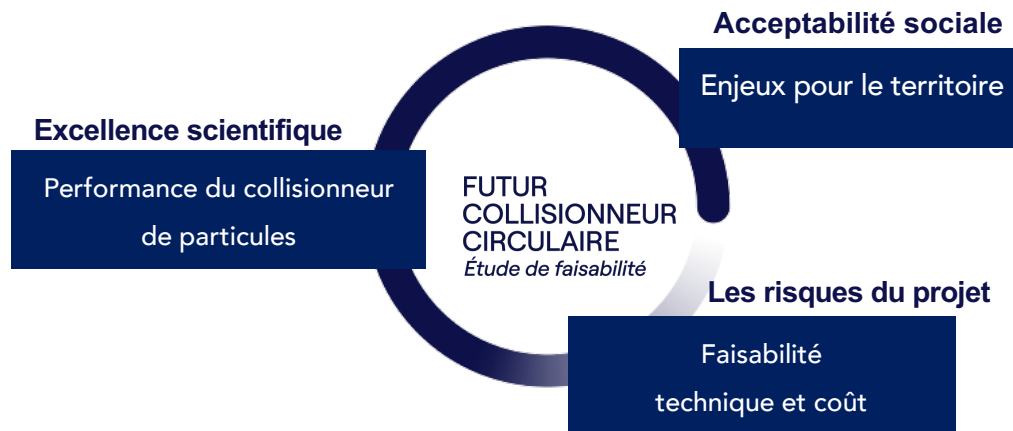 Acceptabilité sociale
Enjeux pour le territoire
Excellence scientifique
Performance du collisionneur
de particules
FUTUR
COLLISIONNEUR
CIRCULAIRE
Étude de faisabilité
Les risques du projet
Faisabilité
technique et coût